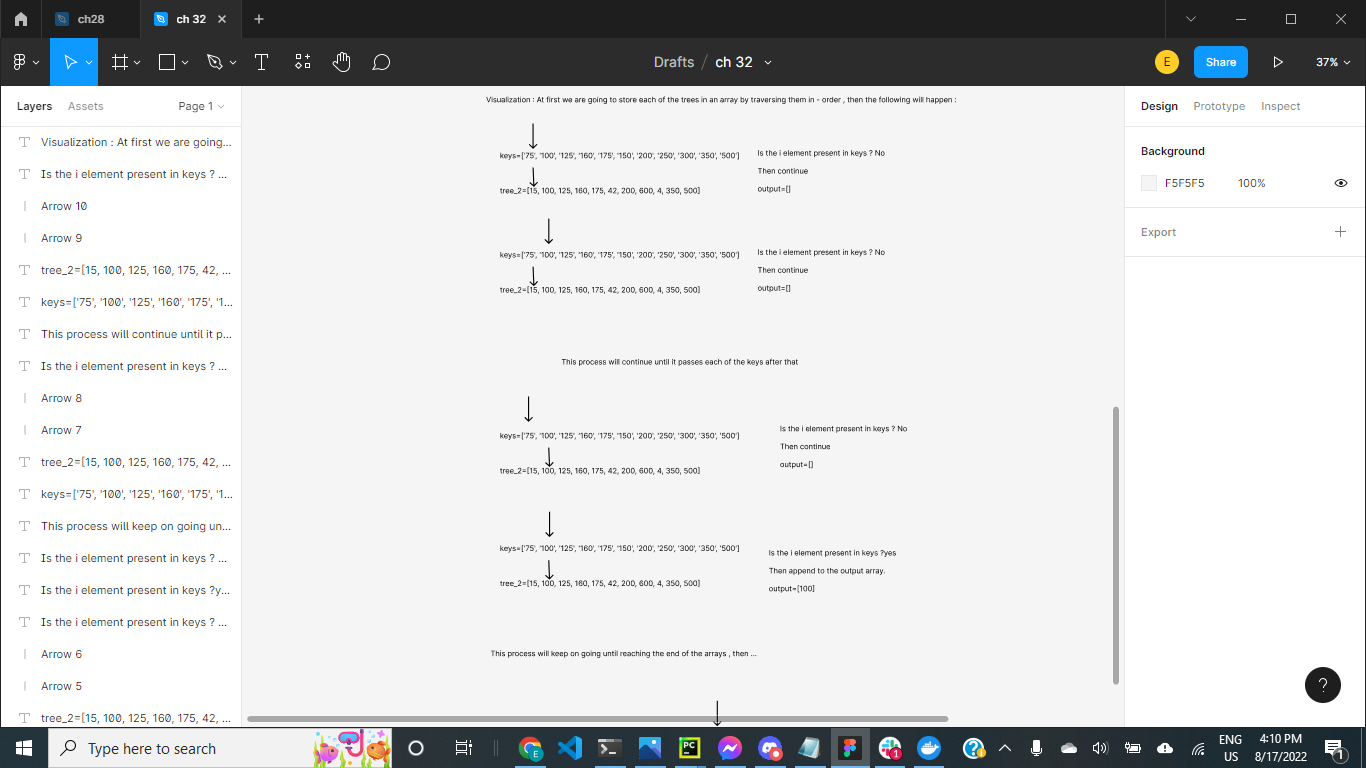 ch28
ch 32
Drafts / ch 32
E
Share
37%
Layers
Assets
Page 1
Visualization : At first we are going...
Is the i element present in keys ? ...
Arrow 10
Arrow 9
tree_2=[15, 100, 125, 160, 175, 42, ...
keys=['75', '100', '125', '160', '175', '1...
This process will continue until it p...
Is the i element present in keys ? ...
Arrow 8
Arrow 7
tree_2=[15, 100, 125, 160, 175, 42, ...
keys=['75', '100', '125', '160', '175', '1...
This process will keep on going un...
Is the i element present in keys ? ...
Is the i element present in keys ?y...
Is the i element present in keys ? ...
Arrow 6
Arrow 5
tree_2=[15, 100, 125, 160, 175, 42, ...
Visualization : At first we are going to store each of the trees in an array by traversing them in - order , then the following will happen :
keys=['75', '100', '125', '160', '175', '150', '200', '250', '300', '350', '500']
tree_2=[15, 100, 125, 160, 175, 42, 200, 600, 4, 350, 500]
Is the i element present in keys ? No
Then continue
output=[]
keys=['75', '100', '125', '160', '175', '150', '200', '250', '300', '350', '500']
tree_2=[15, 100, 125, 160, 175, 42, 200, 600, 4, 350, 500]
Is the i element present in keys ? No
Then continue
output=[]
This process will continue until it passes each of the keys after that
keys=['75', '100', '125', '160', '175', '150', '200', '250', '300', '350', '500']
tree_2=[15, 100, 125, 160, 175, 42, 200, 600, 4, 350, 500]
Is the i element present in keys ? No
Then continue
output=[]
keys=['75', '100', '125', '160', '175', '150', '200', '250', '300', '350', '500']
tree_2=[15, 100, 125, 160, 175, 42, 200, 600, 4, 350, 500]
Is the i element present in keys ?yes
Then append to the output array.
output=[100]
This process will keep on going until reaching the end of the arrays , then ...
Design
Prototype
Inspect
Background
F5F5F5
100%
Export
?
Type here to search
E
PC
1
ENG
US
4:10 PM
8/17/2022
1